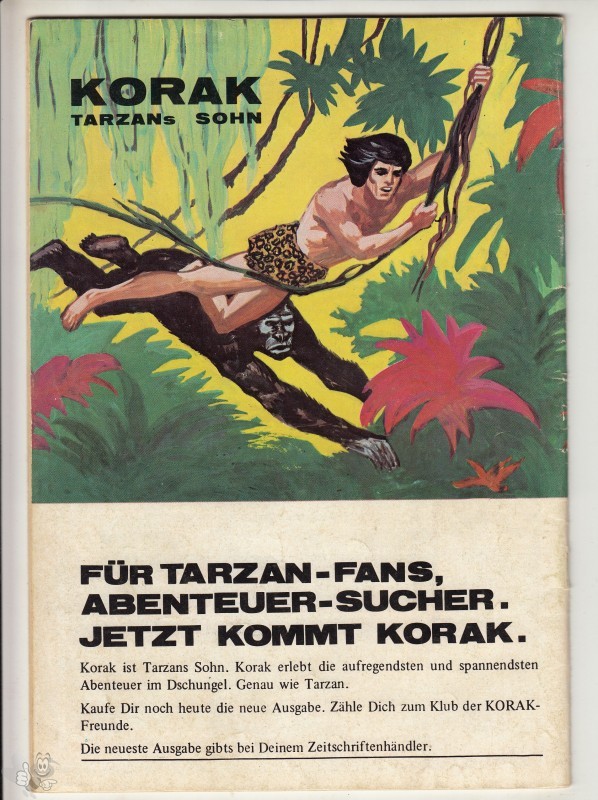 KORAK
TARZANs SOHN
FÜR TARZAN-FANS,
ABENTEUER-SUCHER.
JETZT KOMMT KORAK.
Korak ist Tarzans Sohn. Korak erlebt die aufregendsten und spannendsten
Abenteuer im Dschungel. Genau wie Tarzan.
Kaufe Dir noch heute die neue Ausgabe. Zähle Dich zum Klub der KORAK-
Freunde.
Die neueste Ausgabe gibts bei Deinem Zeitschriftenhändler.